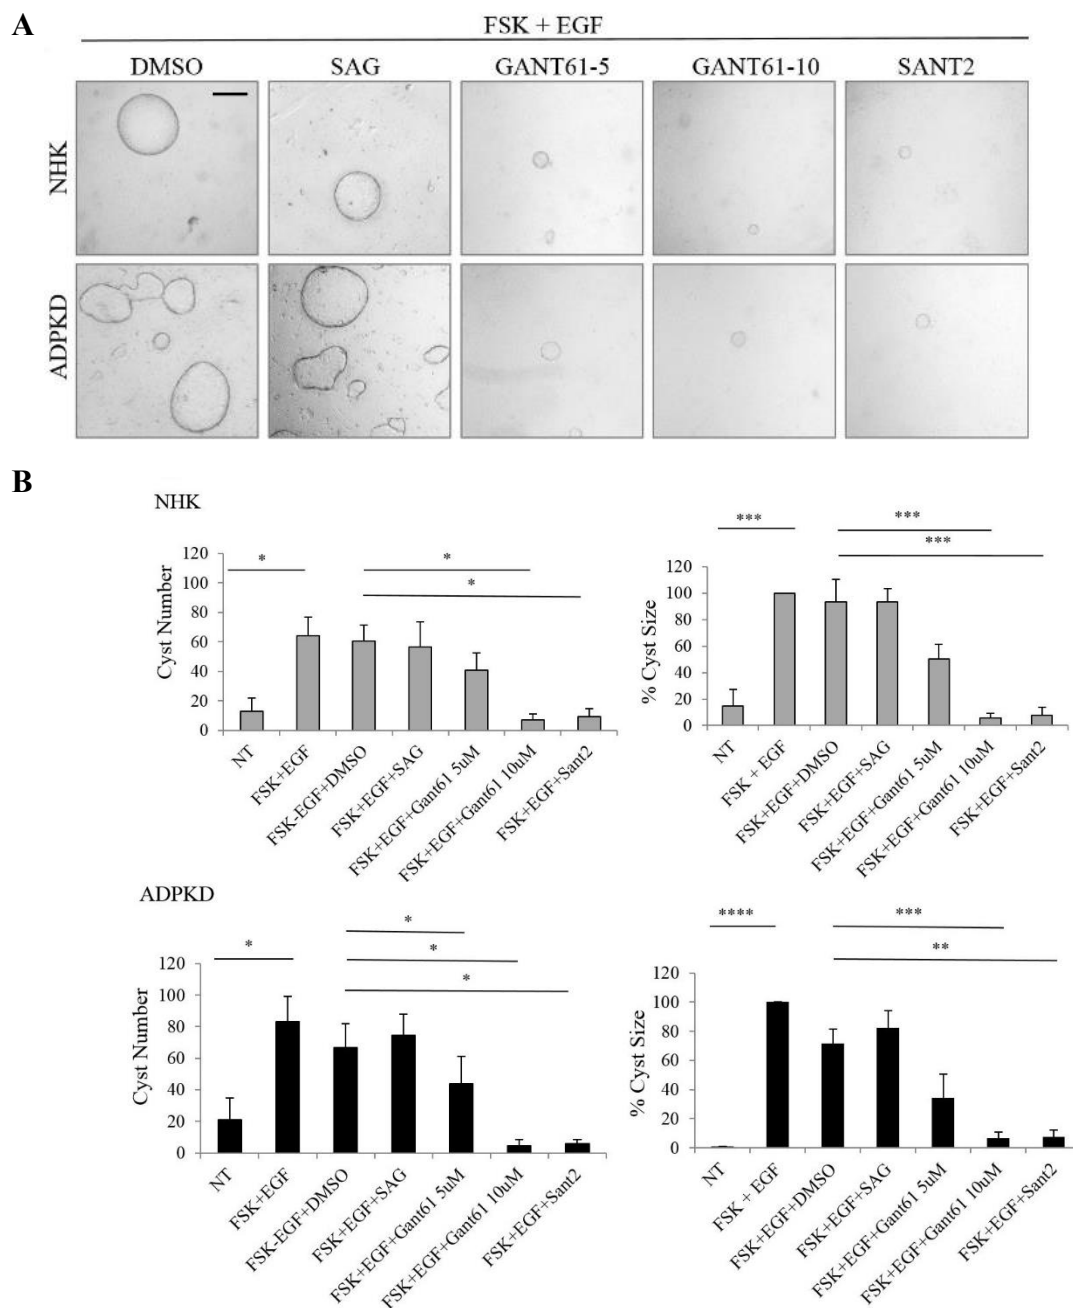 A
FSK + EGF
DMSO SAG GANT61-5 GANT61-10 SANT2
NHK
ADPKD
B
NHK
Cyst Number
120
100
80
60
40
20
0
* * *
NT
FSK+EGF
FSK-EGF+DMSO
FSK+EGF+SAG
FSK+EGF+Gant61 5uM
FSK+EGF+Gant61 10uM
FSK+EGF+Sant2
% Cyst Size
120
100
80
60
40
20
0
*** *** ***
NT
FSK + EGF
FSK+EGF+DMSO
FSK+EGF+SAG
FSK+EGF+Gant61 5uM
FSK+EGF+Gant61 10uM
FSK+EGF+Sant2
ADPKD
Cyst Number
120
100
80
60
40
20
0
* * * *
NT
FSK+EGF
FSK-EGF+DMSO
FSK+EGF+SAG
FSK+EGF+Gant61 5uM
FSK+EGF+Gant61 10uM
FSK+EGF+Sant2
% Cyst Size
120
100
80
60
40
20
0
**** *** **
NT
FSK + EGF
FSK+EGF+DMSO
FSK+EGF+SAG
FSK+EGF+Gant61 5uM
FSK+EGF+Gant61 10uM
FSK+EGF+Sant2